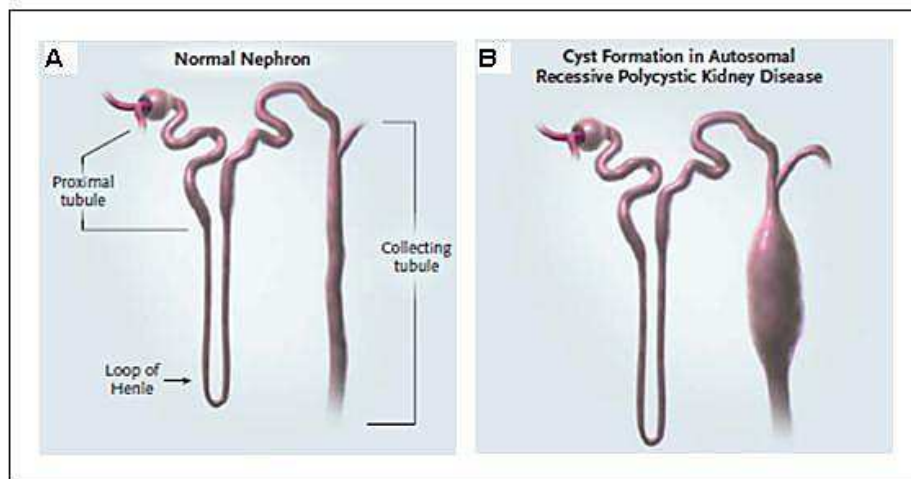 A
Normal Nephron
Proximal
tubule
Collecting
tubule
Loop of
Henle
B
Cyst Formation in Autosomal
Recessive Polycystic Kidney Disease